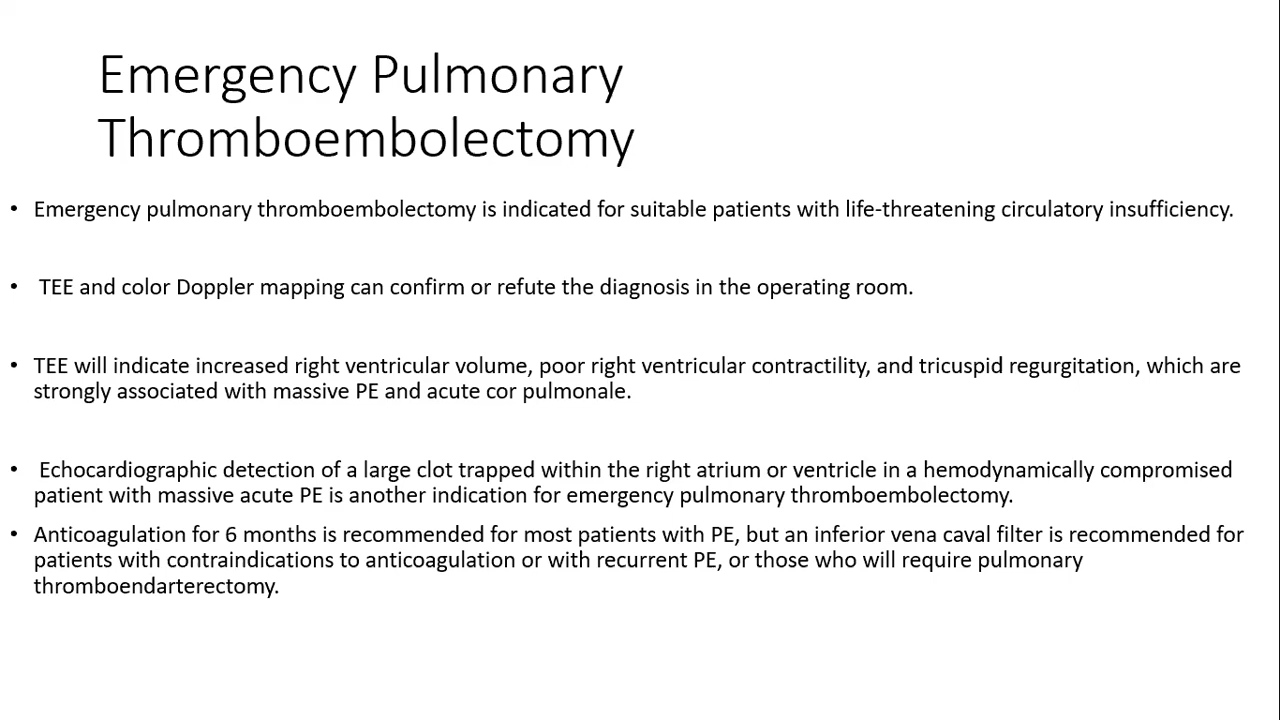 Emergency Pulmonary
Thromboembolectomy
• Emergency pulmonary thromboembolectomy is indicated for suitable patients with life-threatening circulatory insufficiency.
• TEE and color Doppler mapping can confirm or refute the diagnosis in the operating room.
• TEE will indicate increased right ventricular volume, poor right ventricular contractility, and tricuspid regurgitation, which are
strongly associated with massive PE and acute cor pulmonale.
• Echocardiographic detection of a large clot trapped within the right atrium or ventricle in a hemodynamically compromised
patient with massive acute PE is another indication for emergency pulmonary thromboembolectomy.
• Anticoagulation for 6 months is recommended for most patients with PE, but an inferior vena caval filter is recommended for
patients with contraindications to anticoagulation or with recurrent PE, or those who will require pulmonary
thromboendarterectomy.